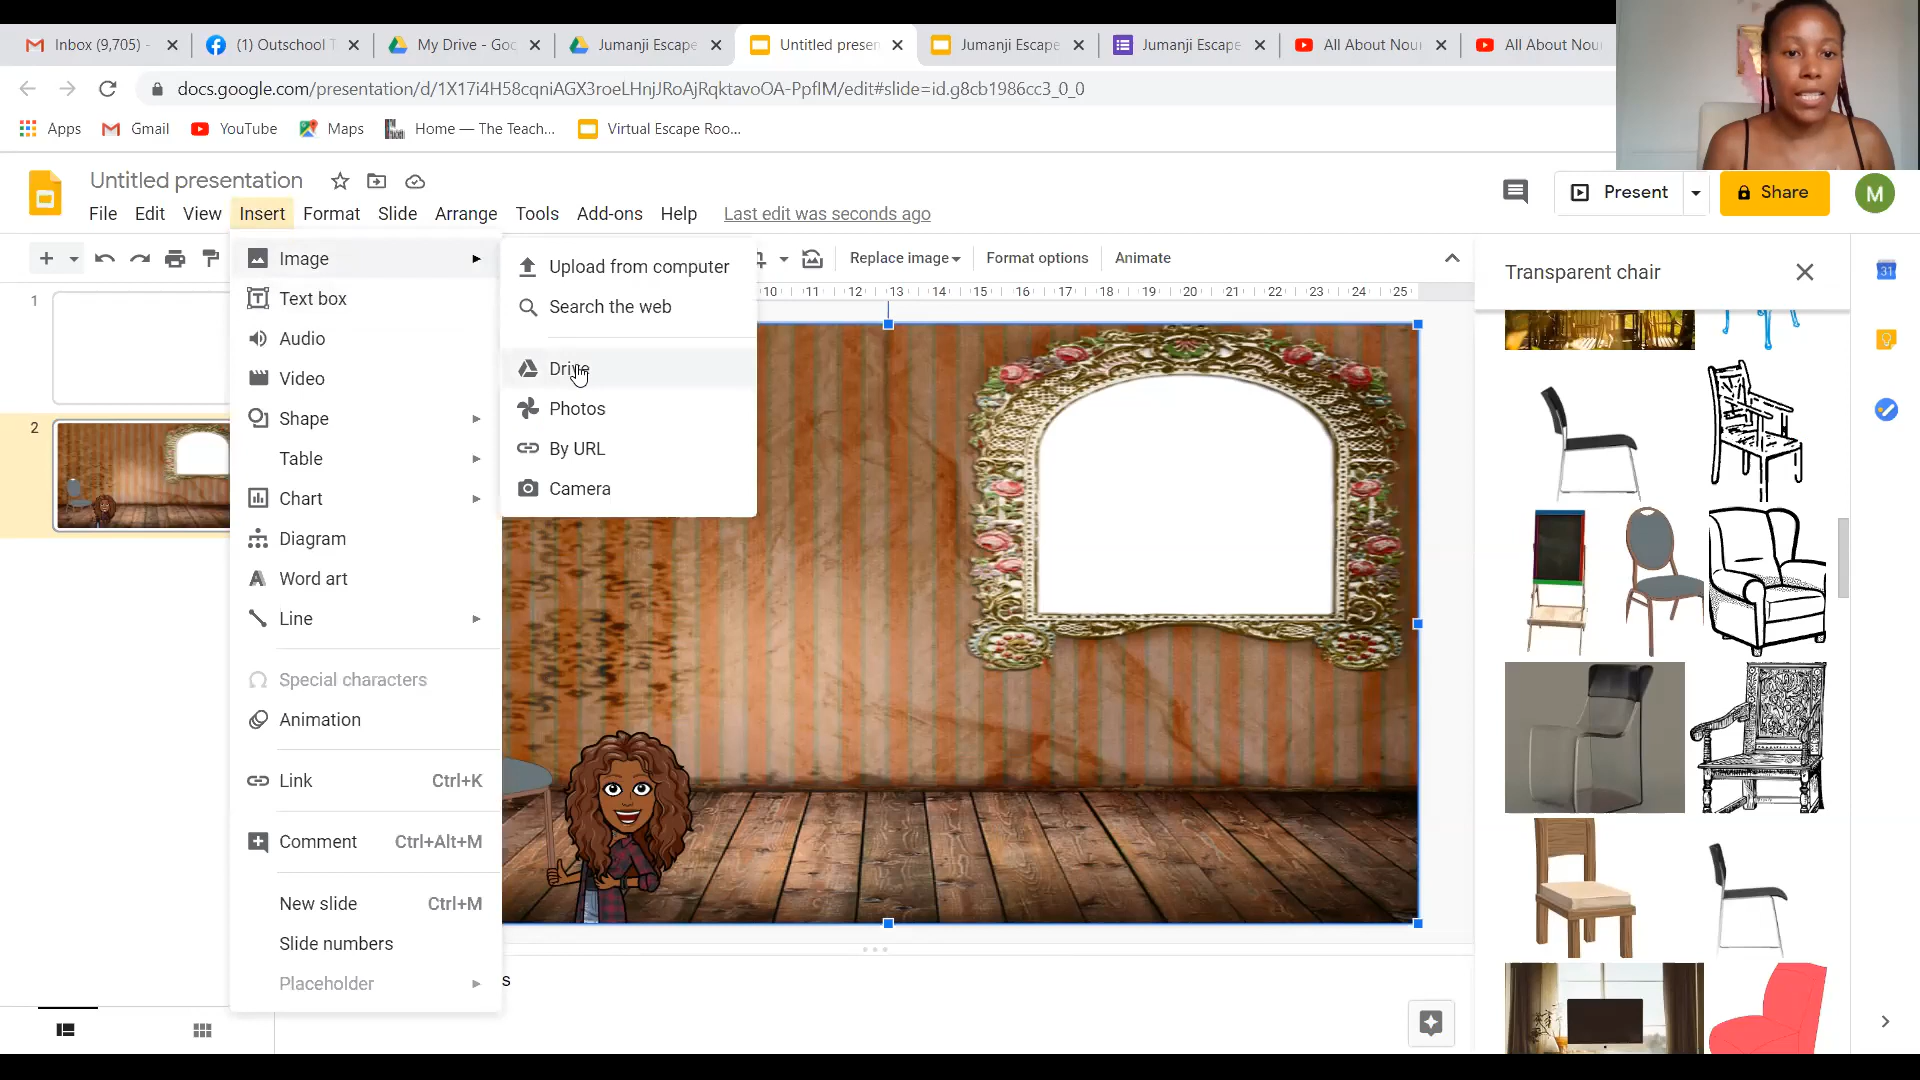 Inbox (9,705) -
(1) Outschool T
My Drive - Goo
Jumanji Escape
Untitled presen
Jumanji Escape
Jumanji Escape
All About Nou
All About Nou
docs.google.com/presentation/d/1X17i4H58cqniAGX3roeLHnjJRoAjRqktavoOA-PpfIM/edit#slide=id.g8cb1986cc3_0_0
Apps
Gmail
YouTube
Maps
Home — The Teach...
Virtual Escape Roo...
Untitled presentation
File Edit View Insert Format Slide Arrange Tools Add-ons Help
Last edit was seconds ago
Present
Share
M
Replace image
Format options
Animate
Transparent chair
31
10 11 12 13 14 15 16 17 18 19 20 21 22 23 24 25
1
2
Image
Text box
Audio
Video
Shape
Table
Chart
Diagram
Word art
Line
Special characters
Animation
Link Ctrl+K
Comment Ctrl+Alt+M
New slide Ctrl+M
Slide numbers
Placeholder
Upload from computer
Search the web
Drive
Photos
By URL
Camera
s